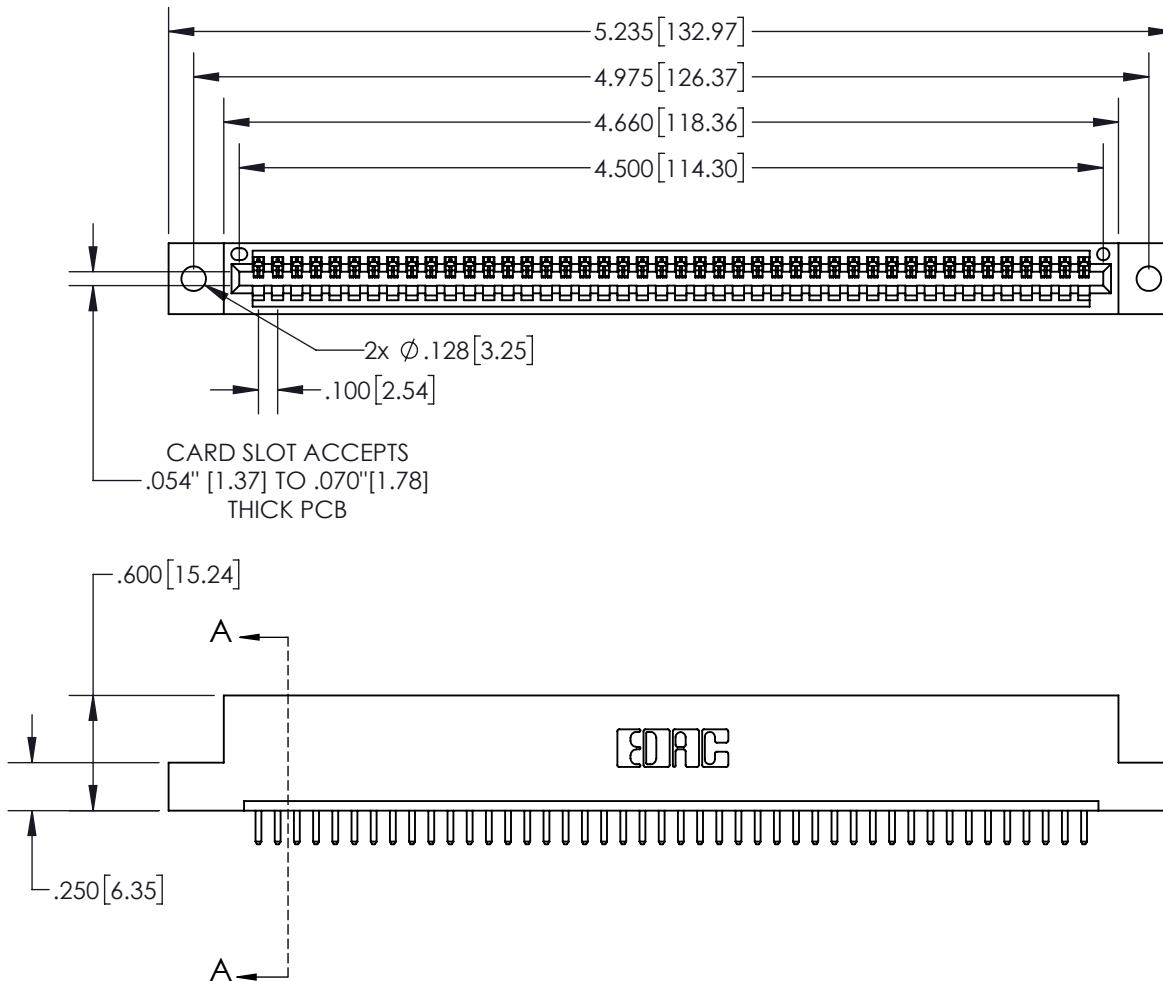 5.235[132.97]
4.975[126.37]
4.660[118.36]
4.500[114.30]
2x Ø.128[3.25]
.100[2.54]
CARD SLOT ACCEPTS
.054" [1.37] TO .070"[1.78]
THICK PCB
.600[15.24]
A
EDAC
.250[6.35]
A